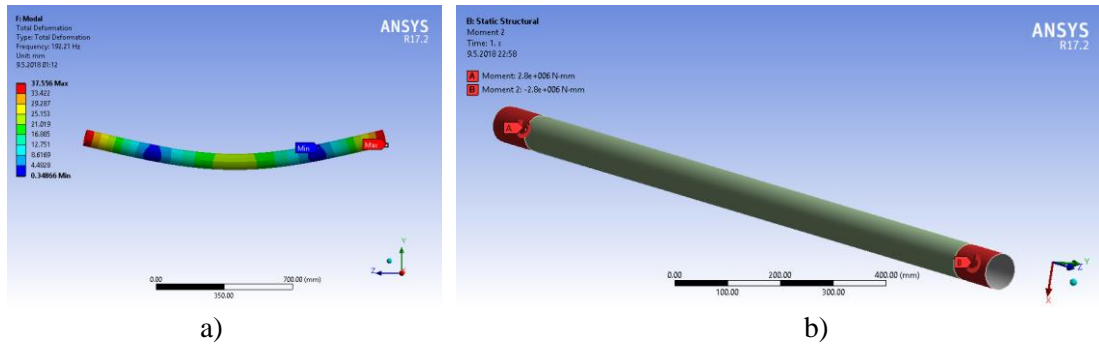 F: Modal
Total Deformation
Type: Total Deformation
Frequency: 192.21 Hz
Unit: mm
9.5.2018 01:12
37.556 Max
33.422
29.287
25.153
21.019
16.885
12.751
8.6169
4.4828
0.34866 Min
ANSYS
R17.2
Min
Max
Y
Z
0.00
700.00 (mm)
350.00
a)
B: Static Structural
Moment 2
Time: 1. s
9.5.2018 22:58
A Moment: 2.8e+006 N-mm
B Moment 2: -2.8e+006 N-mm
ANSYS
R17.2
A
B
Y
Z
X
0.00
200.00
400.00 (mm)
100.00
300.00
b)